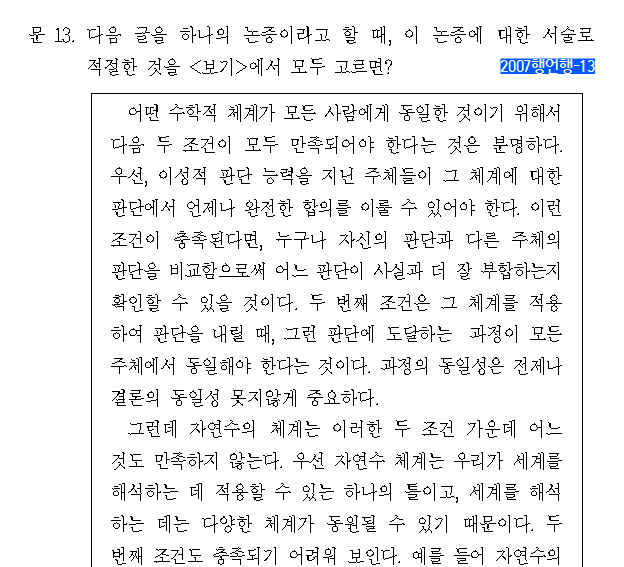 문 13. 다음 글을 하나의 논증이라고 할 때, 이 논증에 대한 서술로
적절한 것을 <보기>에서 모두 고르면?
2007행언행-13
어떤 수학적 체계가 모든 사람에게 동일한 것이기 위해서
다음 두 조건이 모두 만족되어야 한다는 것은 분명하다.
우선, 이성적 판단 능력을 지닌 주체들이 그 체계에 대한
판단에서 언제나 완전한 합의를 이룰 수 있어야 한다. 이런
조건이 충족된다면, 누구나 자신의 판단과 다른 주체의
판단을 비교함으로써 어느 판단이 사실과 더 잘 부합하는지
확인할 수 있을 것이다. 두 번째 조건은 그 체계를 적용
하여 판단을 내릴 때, 그런 판단에 도달하는 과정이 모든
주체에서 동일해야 한다는 것이다. 과정의 동일성은 전제나
결론의 동일성 못지않게 중요하다.
그런데 자연수의 체계는 이러한 두 조건 가운데 어느
것도 만족하지 않는다. 우선 자연수 체계는 우리가 세계를
해석하는 데 적용할 수 있는 하나의 틀이고, 세계를 해석
하는 데는 다양한 체계가 동원될 수 있기 때문이다. 두
번째 조건도 충족되기 어려워 보인다. 예를 들어 자연수의